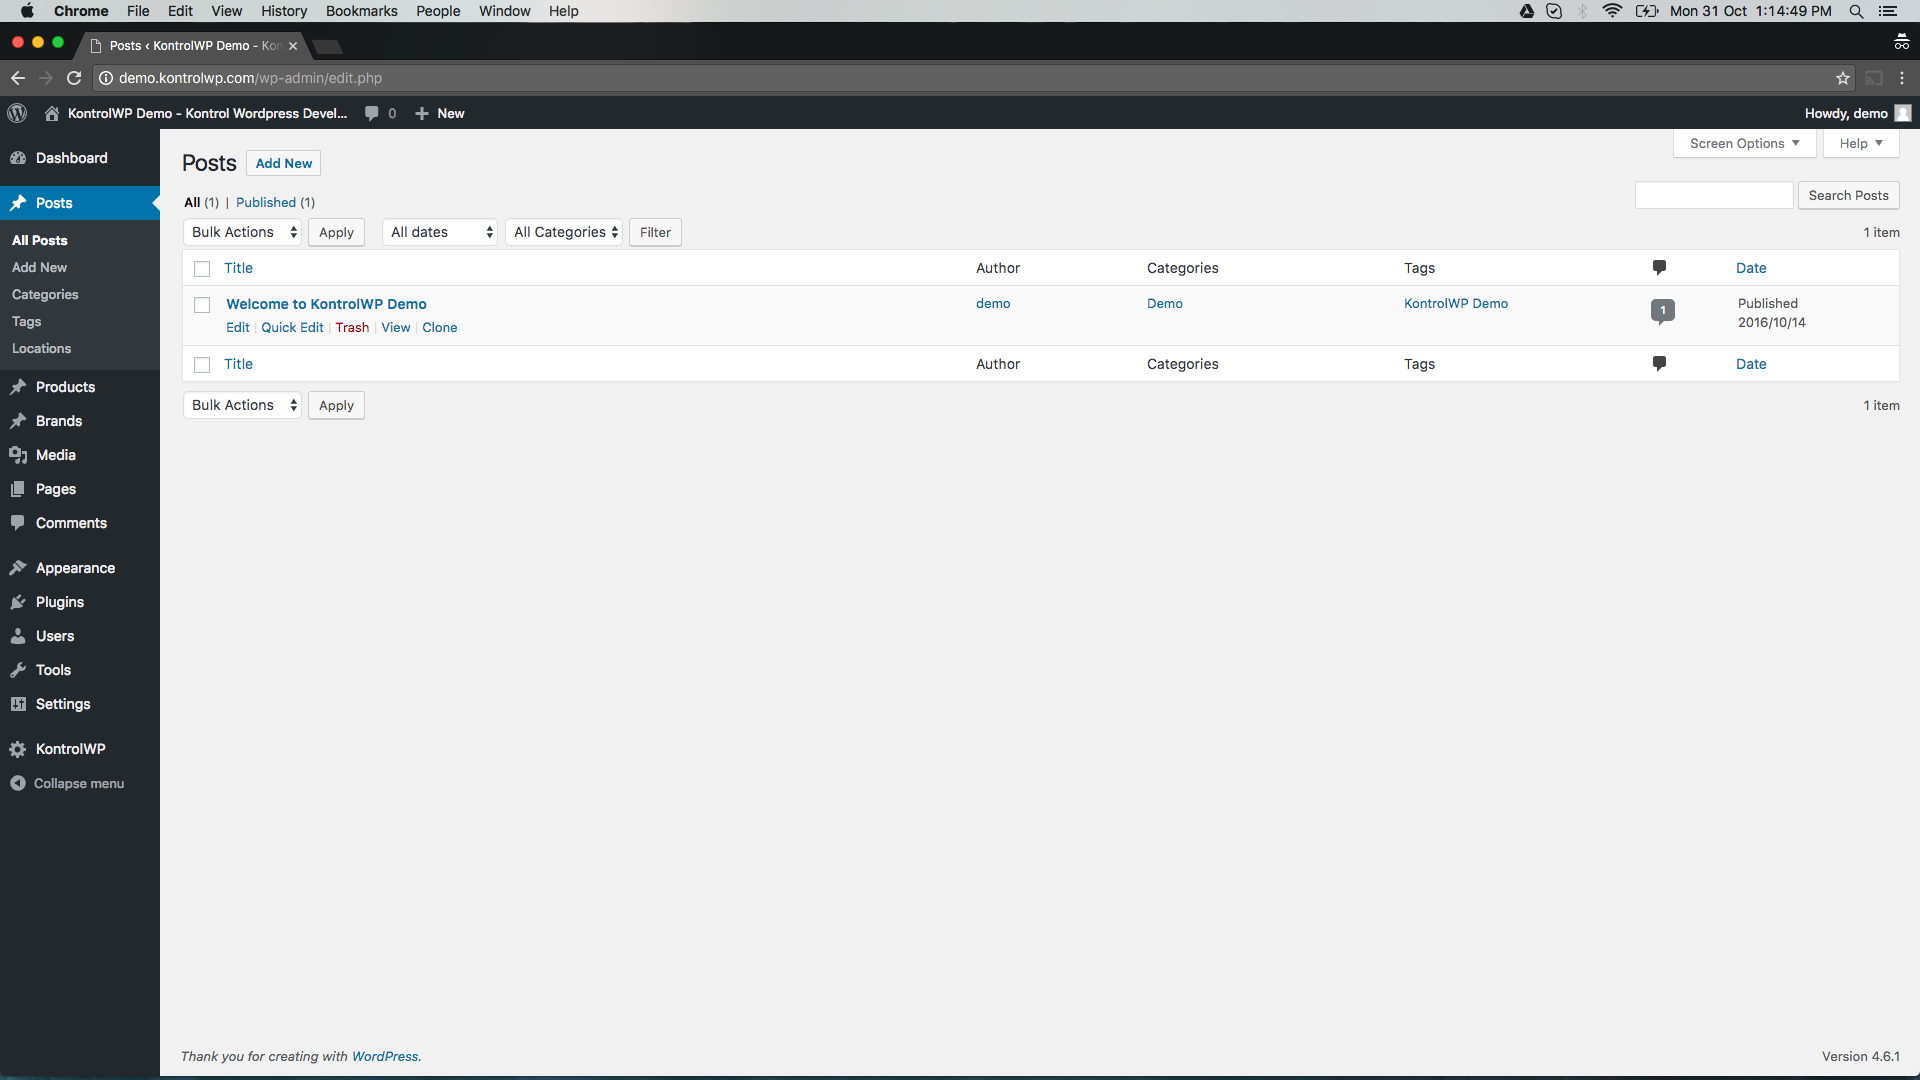 Chrome File Edit View History Bookmarks People Window Help Mon 31 Oct 1:14:49 PM
Posts ‹ KontrolWP Demo - Kon
demo.kontrolwp.com/wp-admin/edit.php
KontrolWP Demo - Kontrol Wordpress Devel... 0 New Howdy, demo
Screen Options Help
Dashboard
Posts
All Posts
Add New
Categories
Tags
Locations
Products
Brands
Media
Pages
Comments
Appearance
Plugins
Users
Tools
Settings
KontrolWP
Collapse menu
Posts Add New
All (1) | Published (1)
Search Posts
Bulk Actions Apply All dates All Categories Filter 1 item
Title Author Categories Tags Date
Welcome to KontrolWP Demo demo Demo KontrolWP Demo 1 Published
2016/10/14
Edit | Quick Edit | Trash | View | Clone
Title Author Categories Tags Date
Bulk Actions Apply 1 item
Thank you for creating with WordPress. Version 4.6.1